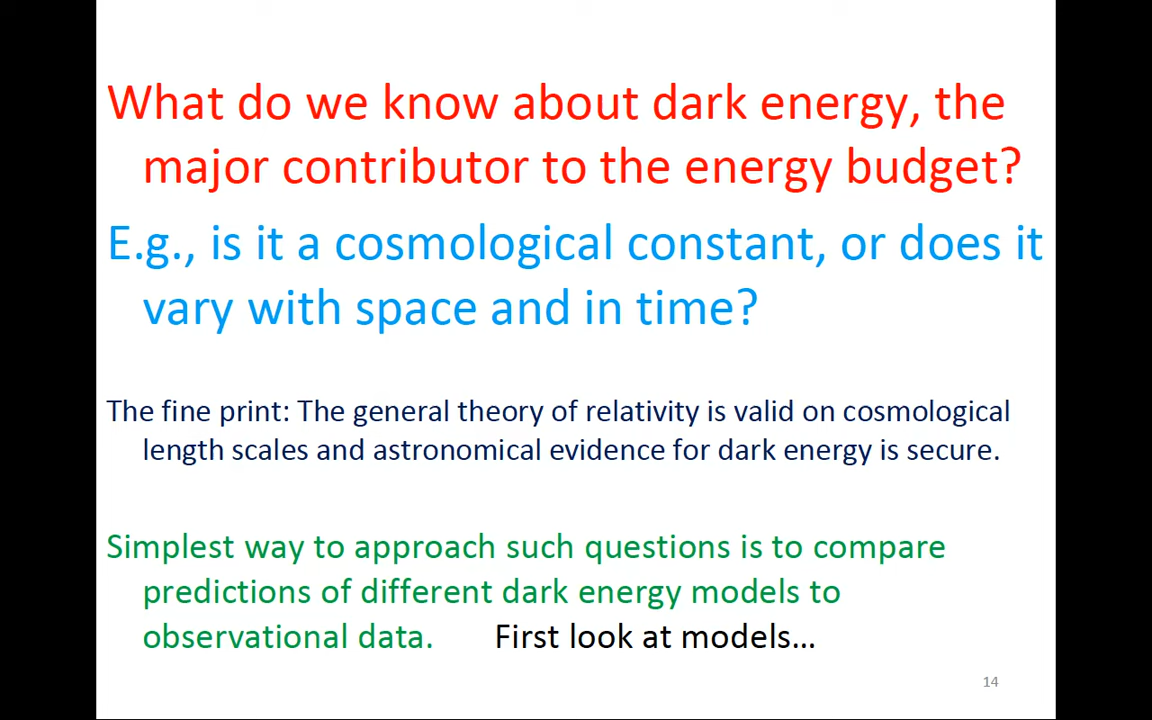 What do we know about dark energy, the
major contributor to the energy budget?
E.g., is it a cosmological constant, or does it
vary with space and in time?
The fine print: The general theory of relativity is valid on cosmological
length scales and astronomical evidence for dark energy is secure.
Simplest way to approach such questions is to compare
predictions of different dark energy models to
observational data. First look at models…
14